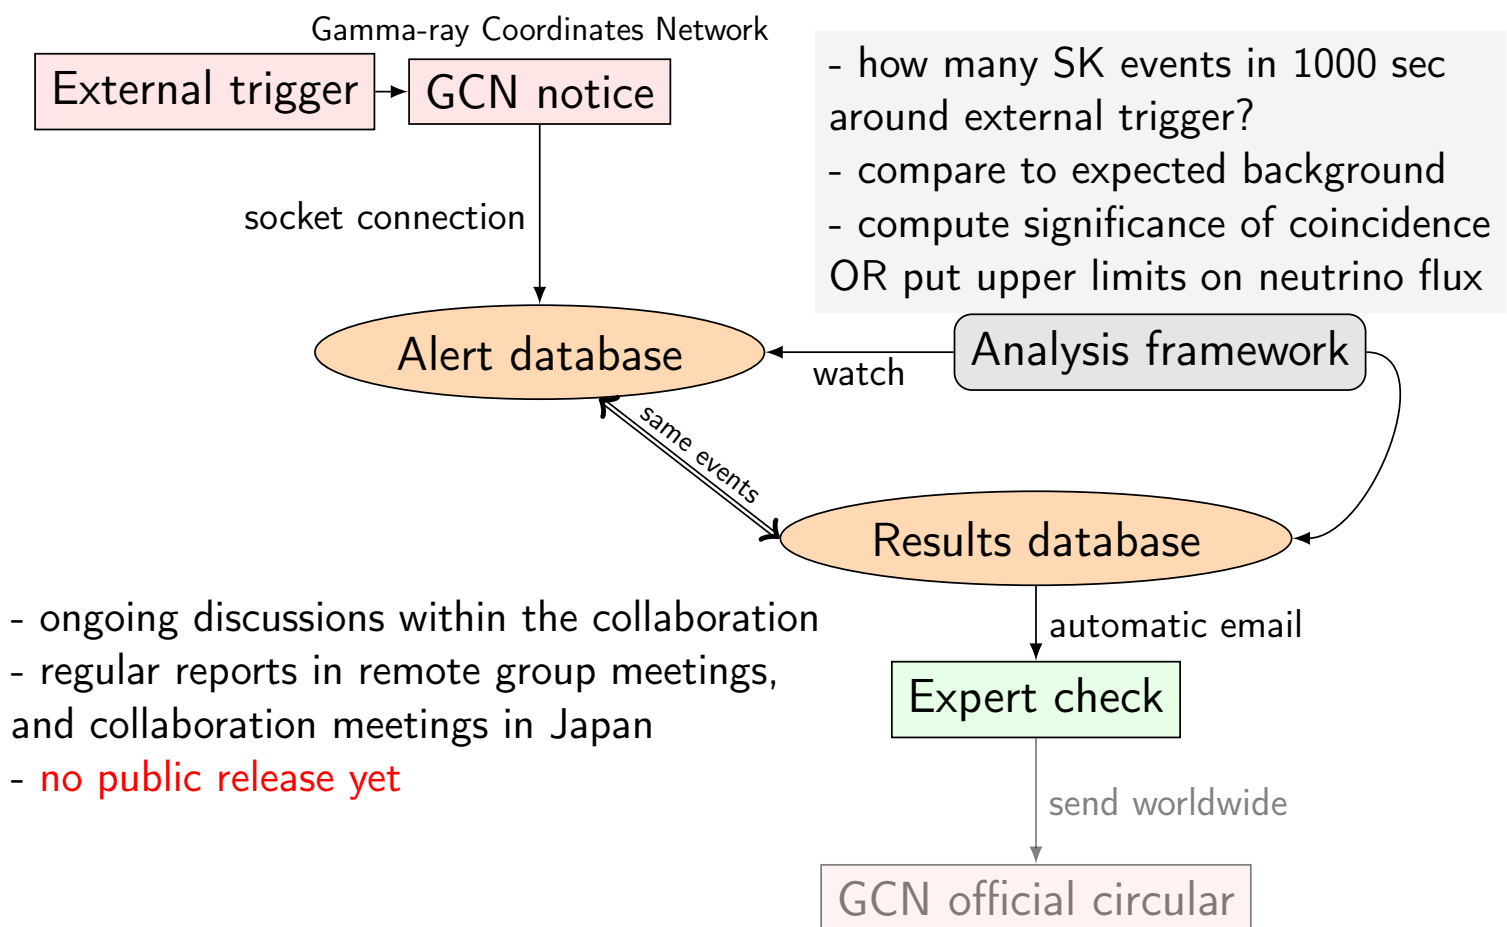 Gamma-ray Coordinates Network
External trigger
GCN notice
- how many SK events in 1000 sec
around external trigger?
- compare to expected background
- compute significance of coincidence
OR put upper limits on neutrino flux
socket connection
Alert database
watch
Analysis framework
same events
Results database
- ongoing discussions within the collaboration
- regular reports in remote group meetings,
and collaboration meetings in Japan
- no public release yet
automatic email
Expert check
send worldwide
GCN official circular